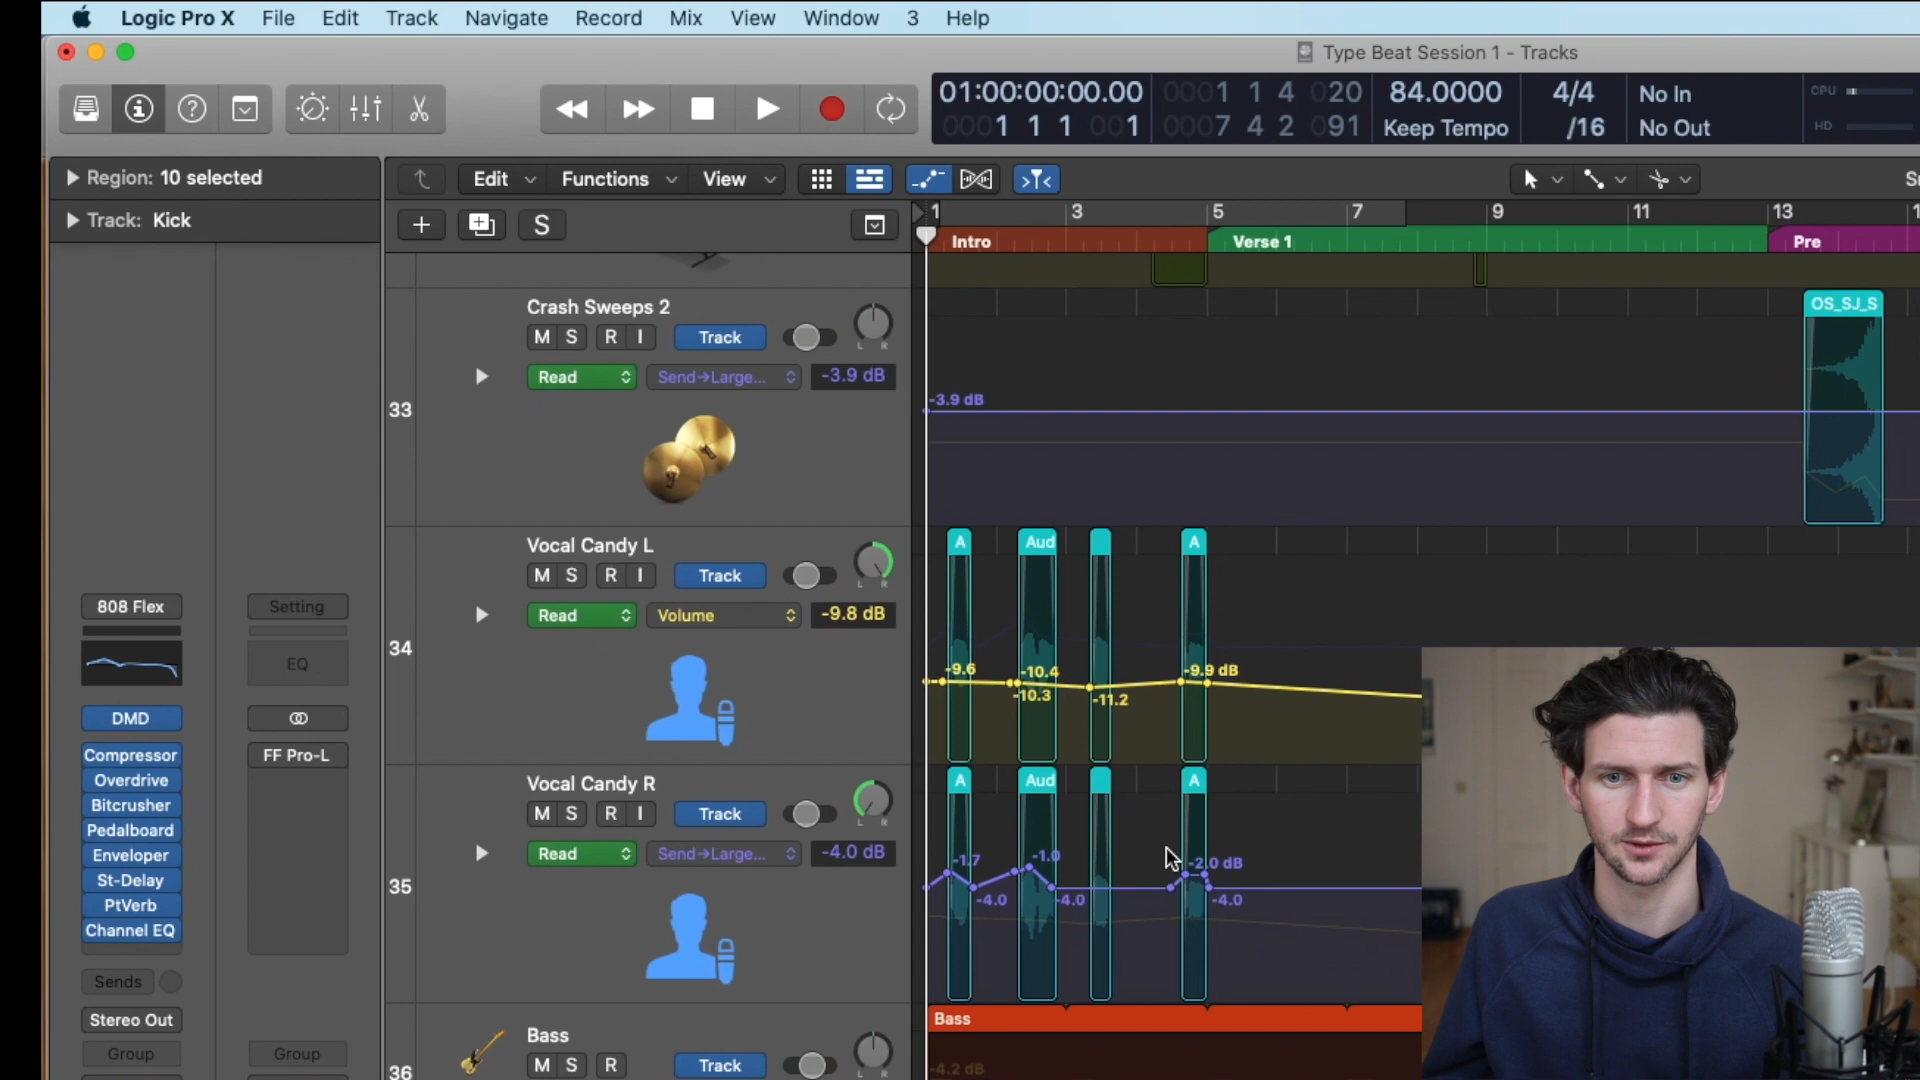 Logic Pro X File Edit Track Navigate Record Mix View Window 3 Help
Type Beat Session 1 - Tracks
01:00:00:00.00 0001 1 4 020 84.0000 4/4 No In CPU
0001 1 1 001 0007 4 2 091 Keep Tempo /16 No Out HD
Region: 10 selected
Edit Functions View
Track: Kick
S
1 3 5 7 9 11 13
Intro Verse 1 Pre
Crash Sweeps 2
M S R I Track
L R
Read Send→Large... -3.9 dB
33
-3.9 dB
OS_SJ_S
Vocal Candy L
M S R I Track
L R
Read Volume -9.8 dB
34
A Aud A
-9.6 -10.4 -9.9 dB
-10.3 -11.2
Vocal Candy R
M S R I Track
L R
Read Send→Large... -4.0 dB
35
A Aud A
-1.7 -1.0 -2.0 dB
-4.0 -4.0 -4.0
Bass
M S R Track
L R
36
Bass
-4.2 dB
808 Flex Setting
EQ
DMD
Compressor FF Pro-L
Overdrive
Bitcrusher
Pedalboard
Enveloper
St-Delay
PtVerb
Channel EQ
Sends
Stereo Out
Group Group